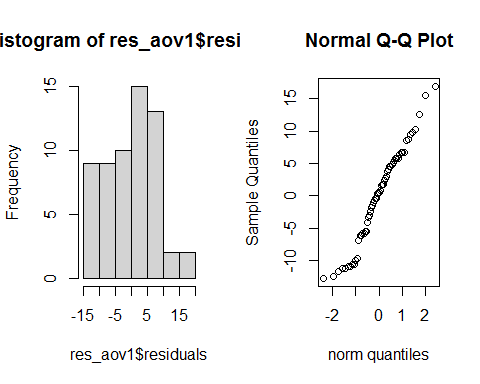 istogram of res_aov1$resi
Frequency
0 5 10 15
-15 -5 5 15
res_aov1$residuals
Normal Q-Q Plot
Sample Quantiles
-10 -5 0 5 10 15
-2 0 1 2
norm quantiles